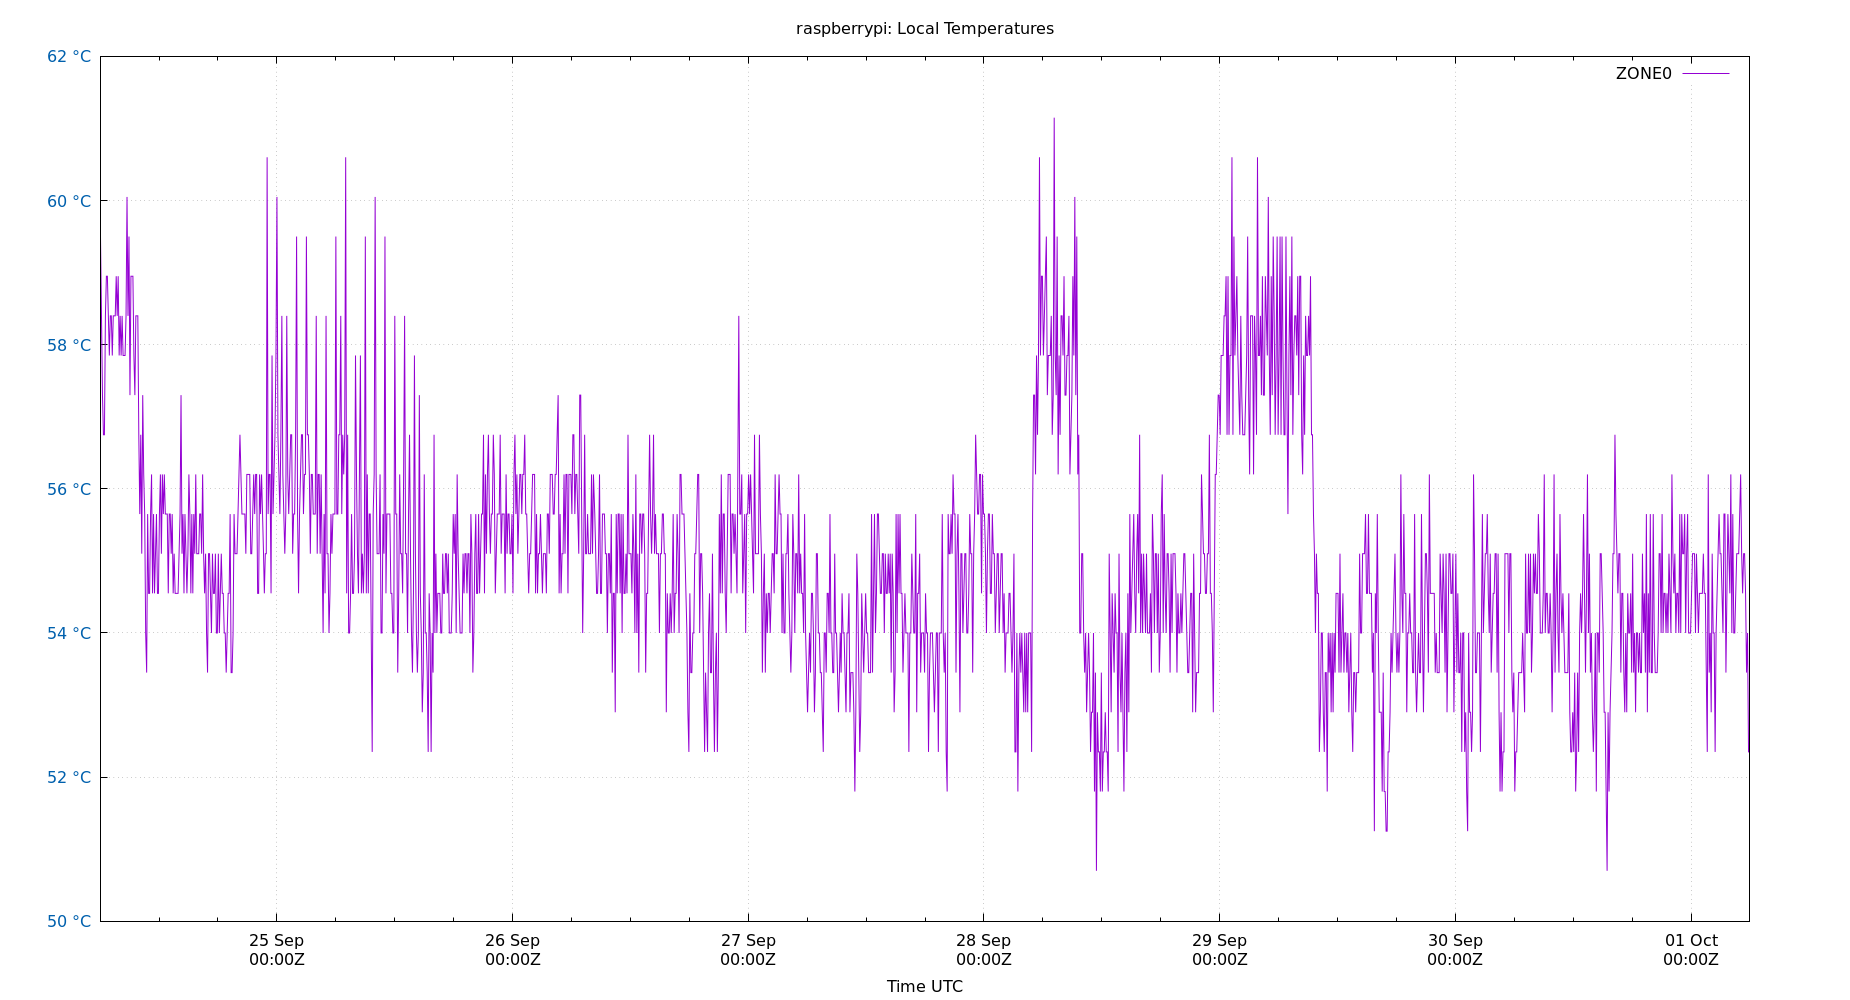 raspberrypi: Local Temperatures
62 °C
ZONE0
60 °C
58 °C
56 °C
54 °C
52 °C
50 °C
25 Sep 26 Sep 27 Sep 28 Sep 29 Sep 30 Sep 01 Oct
00:00Z 00:00Z 00:00Z 00:00Z 00:00Z 00:00Z 00:00Z
Time UTC